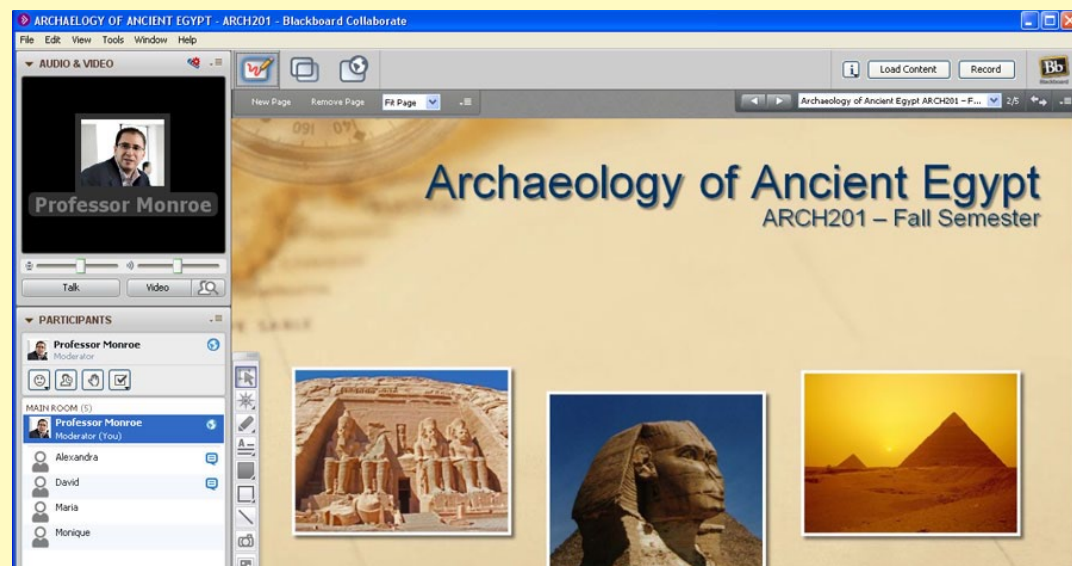 ARCHAELOGY OF ANCIENT EGYPT - ARCH201 - Blackboard Collaborate
File Edit View Tools Window Help
AUDIO & VIDEO
Professor Monroe
Talk Video
PARTICIPANTS
Professor Monroe
Moderator
MAIN ROOM (5)
Professor Monroe
Moderator (You)
Alexandra
David
Maria
Monique
Load Content Record
Bb
New Page Remove Page Fit Page
Archaeology of Ancient Egypt ARCH201 – F... 2/5
Archaeology of Ancient Egypt
ARCH201 – Fall Semester